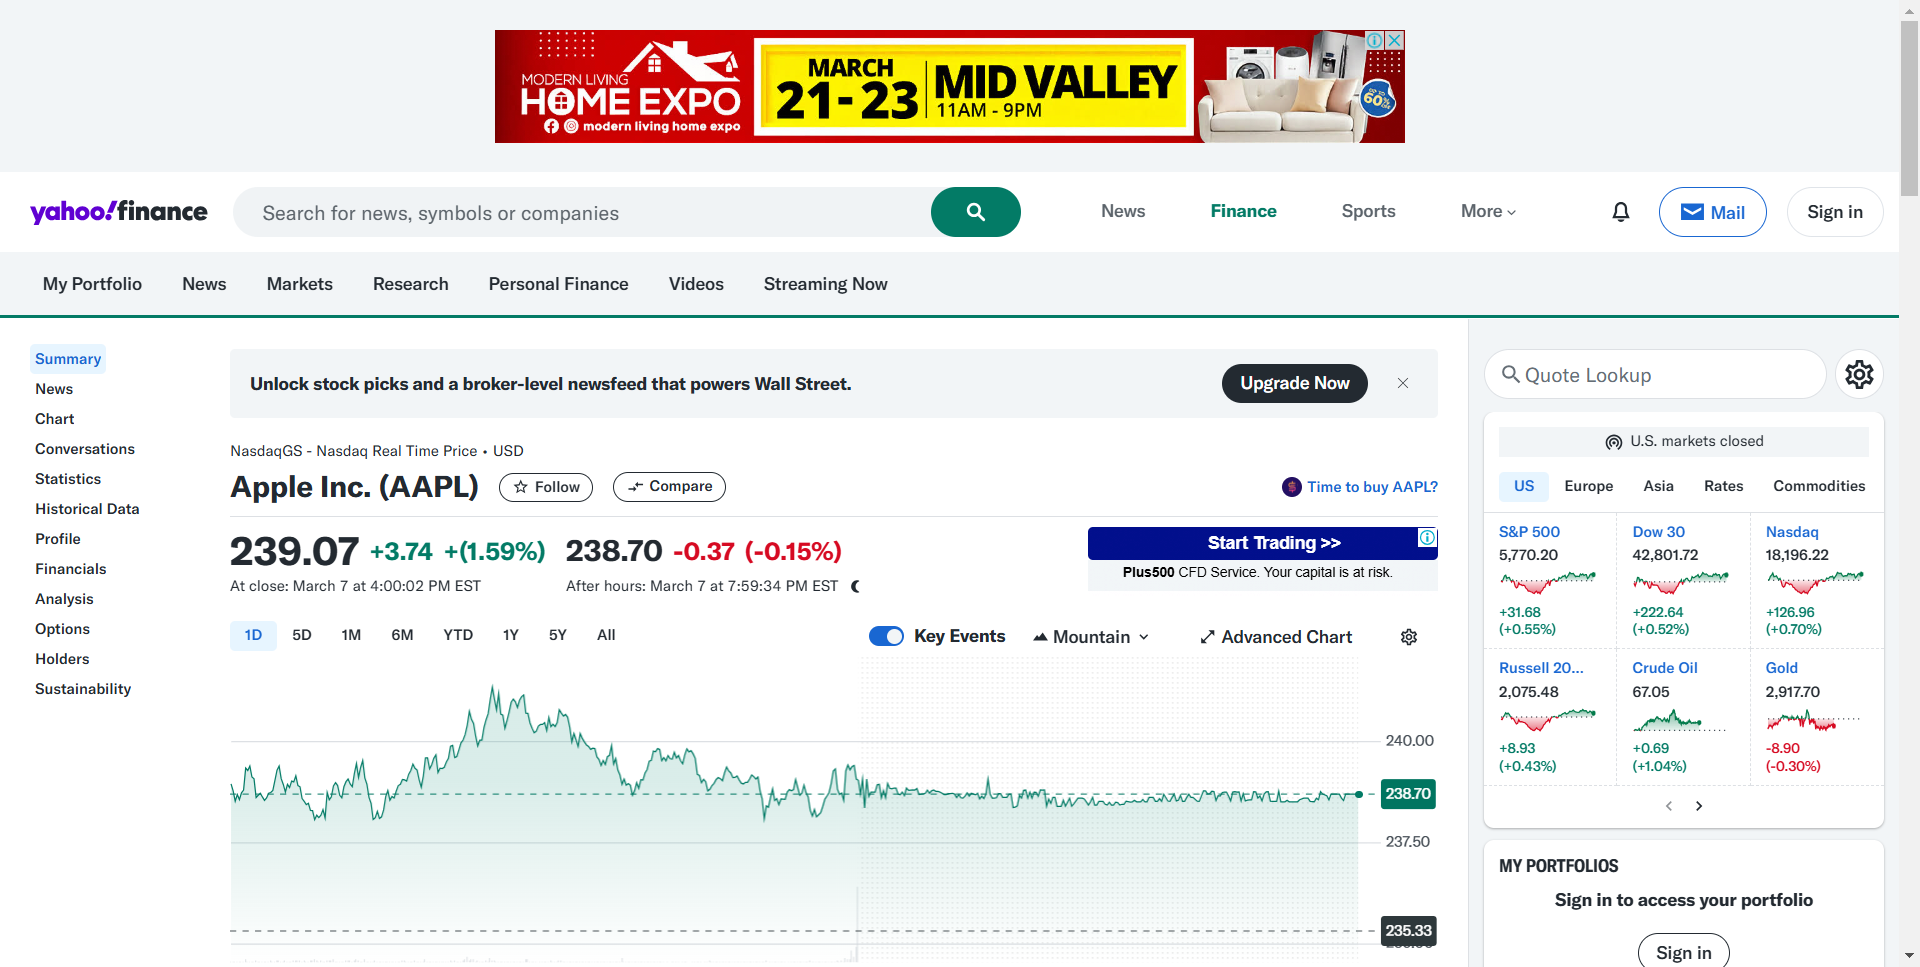 MODERN LIVING
HOME EXPO
modern living home expo
MARCH
21-23
MID VALLEY
11AM - 9PM
UP TO
60%
OFF
yahoo!finance
Search for news, symbols or companies
News
Finance
Sports
More
Mail
Sign in
My Portfolio
News
Markets
Research
Personal Finance
Videos
Streaming Now
Summary
News
Chart
Conversations
Statistics
Historical Data
Profile
Financials
Analysis
Options
Holders
Sustainability
Unlock stock picks and a broker-level newsfeed that powers Wall Street.
Upgrade Now
NasdaqGS - Nasdaq Real Time Price • USD
Apple Inc. (AAPL)
Follow
Compare
Time to buy AAPL?
239.07 +3.74 +(1.59%)
238.70 -0.37 (-0.15%)
At close: March 7 at 4:00:02 PM EST
After hours: March 7 at 7:59:34 PM EST
Start Trading >>
Plus500 CFD Service. Your capital is at risk.
1D
5D
1M
6M
YTD
1Y
5Y
All
Key Events
Mountain
Advanced Chart
240.00
238.70
237.50
235.33
Quote Lookup
U.S. markets closed
US
Europe
Asia
Rates
Commodities
S&P 500
5,770.20
+31.68
(+0.55%)
Dow 30
42,801.72
+222.64
(+0.52%)
Nasdaq
18,196.22
+126.96
(+0.70%)
Russell 20...
2,075.48
+8.93
(+0.43%)
Crude Oil
67.05
+0.69
(+1.04%)
Gold
2,917.70
-8.90
(-0.30%)
MY PORTFOLIOS
Sign in to access your portfolio
Sign in